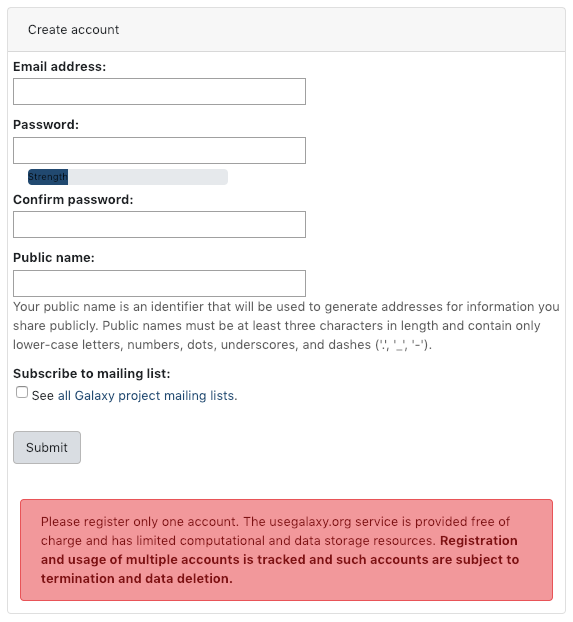 Create account
Email address:
Password:
Strength
Confirm password:
Public name:
Your public name is an identifier that will be used to generate addresses for information you
share publicly. Public names must be at least three characters in length and contain only
lower-case letters, numbers, dots, underscores, and dashes ('.', '_', '-').
Subscribe to mailing list:
See all Galaxy project mailing lists.
Submit
Please register only one account. The usegalaxy.org service is provided free of
charge and has limited computational and data storage resources. Registration
and usage of multiple accounts is tracked and such accounts are subject to
termination and data deletion.